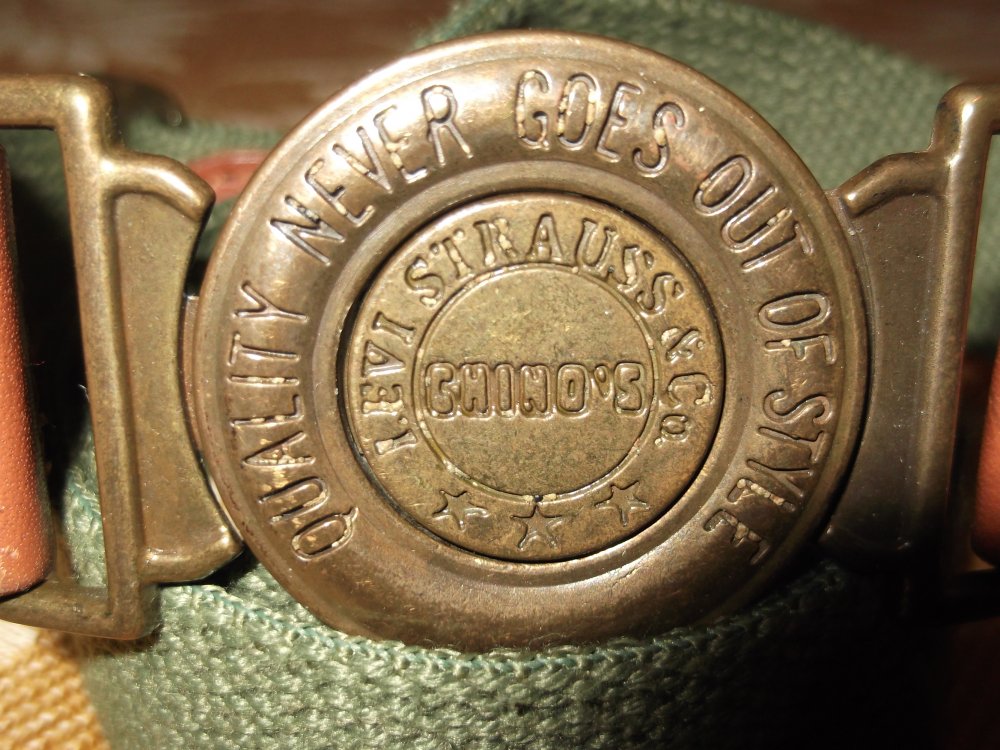 QUALITY NEVER GOES OUT OF STYLE
LEVI STRAUSS & Co.
CHINO'S